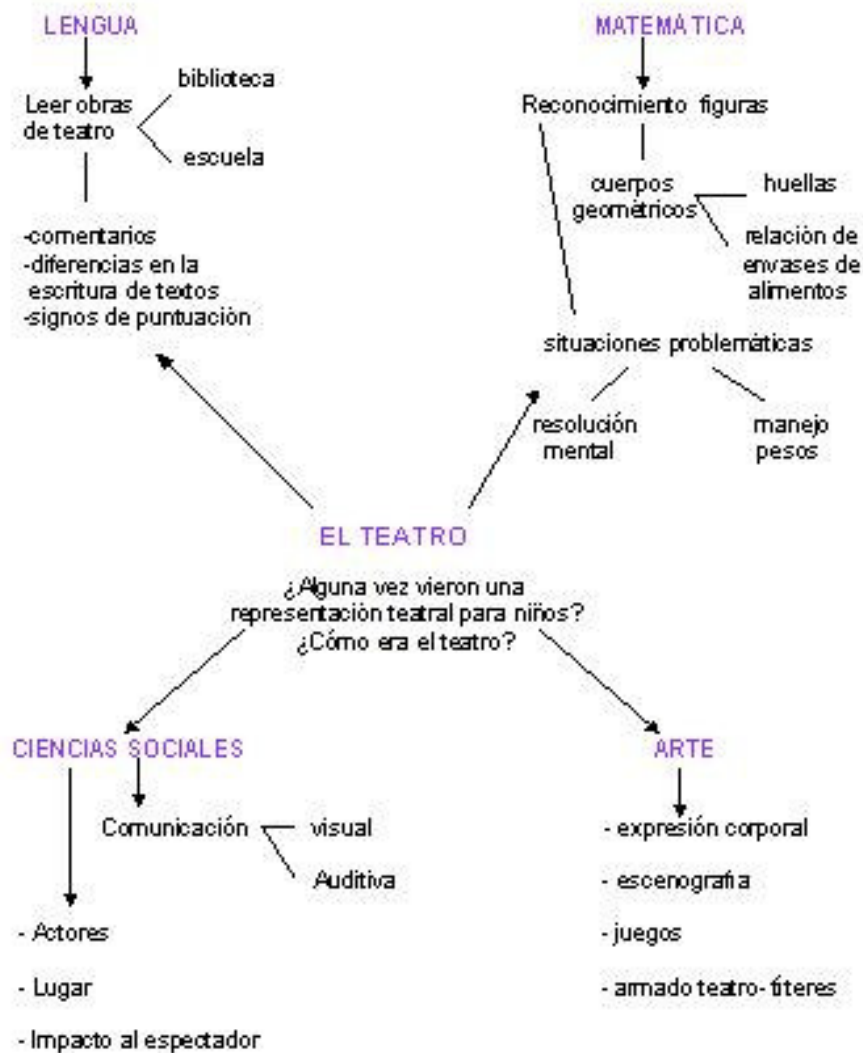 LENGUA
Leer obras
de teatro
biblioteca
escuela
-comentarios
-diferencias en la
escritura de textos
-signos de puntuación
MATEMÁTICA
Reconocimiento figuras
cuerpos
geométricos
huellas
relación de
envases de
alimentos
situaciones problemáticas
resolución
mental
manejo
pesos
EL TEATRO
¿Alguna vez vieron una
representación teatral para niños?
¿Cómo era el teatro?
CIENCIAS SOCIALES
Comunicación
visual
Auditiva
- Actores
- Lugar
- Impacto al espectador
ARTE
- expresión corporal
- escenografia
- juegos
- armado teatro- títeres